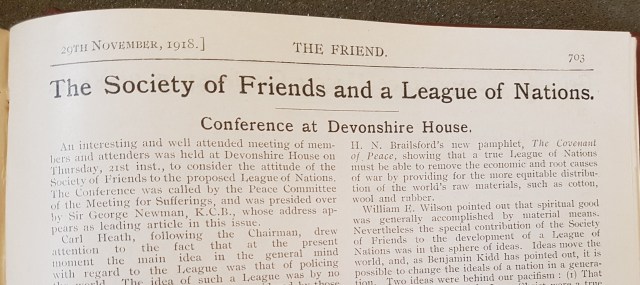 29TH NOVEMBER, 1918.]
THE FRIEND.
703
The Society of Friends and a League of Nations.
Conference at Devonshire House.
An interesting and well attended meeting of mem-
bers and attenders was held at Devonshire House on
Thursday, 21st inst., to consider the attitude of the
Society of Friends to the proposed League of Nations.
The Conference was called by the Peace Committee
of the Meeting for Sufferings, and was presided over
by Sir George Newman, K.C.B., whose address ap-
pears as leading article in this issue.
Carl Heath, following the Chairman, drew
attention to the fact that at the present
moment the main idea in the general mind
with regard to the League was that of policing
the world. The idea of such a League was by no
H. N. Brailsford's new pamphlet, The Covenant
of Peace, showing that a true League of Nations
must be able to remove the economic and root causes
of war by providing for the more equitable distribu-
tion of the world's raw materials, such as cotton,
wool and rubber.
William E. Wilson pointed out that spiritual good
was generally accomplished by material means.
Nevertheless the special contribution of the Society
of Friends to the development of a League of
Nations was in the sphere of ideas. Ideas move the
world, and, as Benjamin Kidd has pointed out, it is
possible to change the ideals of a nation in a genera-
tion. Two ideas were behind our pacifism: (1) That